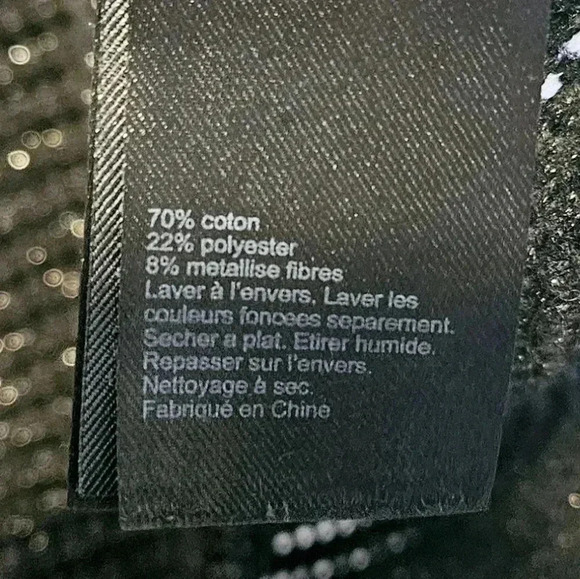 70% coton
22% polyester
8% metallise fibres
Laver à l'envers. Laver les
couleurs foncees separement.
Secher a plat. Etirer humide.
Repasser sur l'envers.
Nettoyage à sec.
Fabriqué en Chine